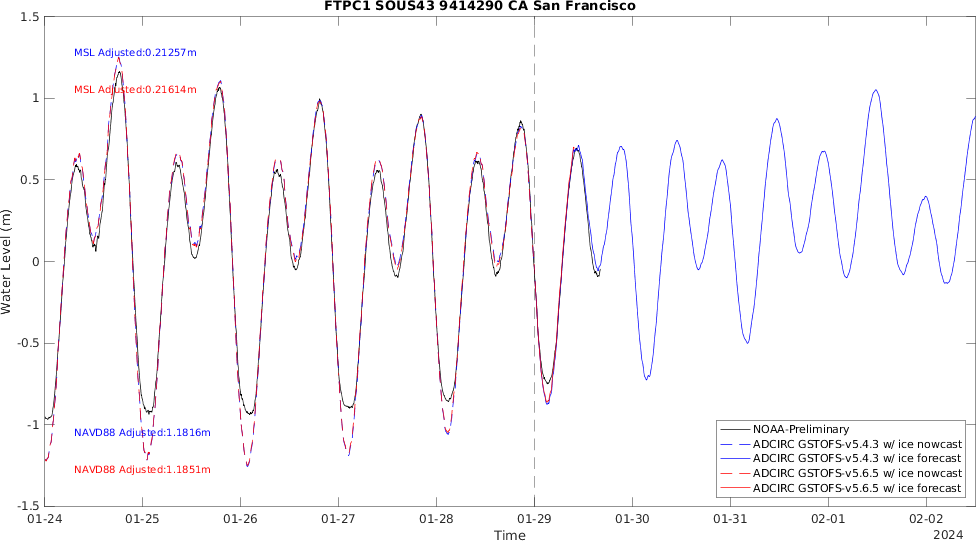 FTPC1 SOUS43 9414290 CA San Francisco
1.5
1
0.5
0
-0.5
-1
-1.5
Water Level (m)
MSL Adjusted:0.21257m
MSL Adjusted:0.21614m
NAVD88 Adjusted:1.1816m
NAVD88 Adjusted:1.1851m
NOAA-Preliminary
ADCIRC GSTOFS-v5.4.3 w/ ice nowcast
ADCIRC GSTOFS-v5.4.3 w/ ice forecast
ADCIRC GSTOFS-v5.6.5 w/ ice nowcast
ADCIRC GSTOFS-v5.6.5 w/ ice forecast
01-24 01-25 01-26 01-27 01-28 01-29 01-30 01-31 02-01 02-02
Time
2024